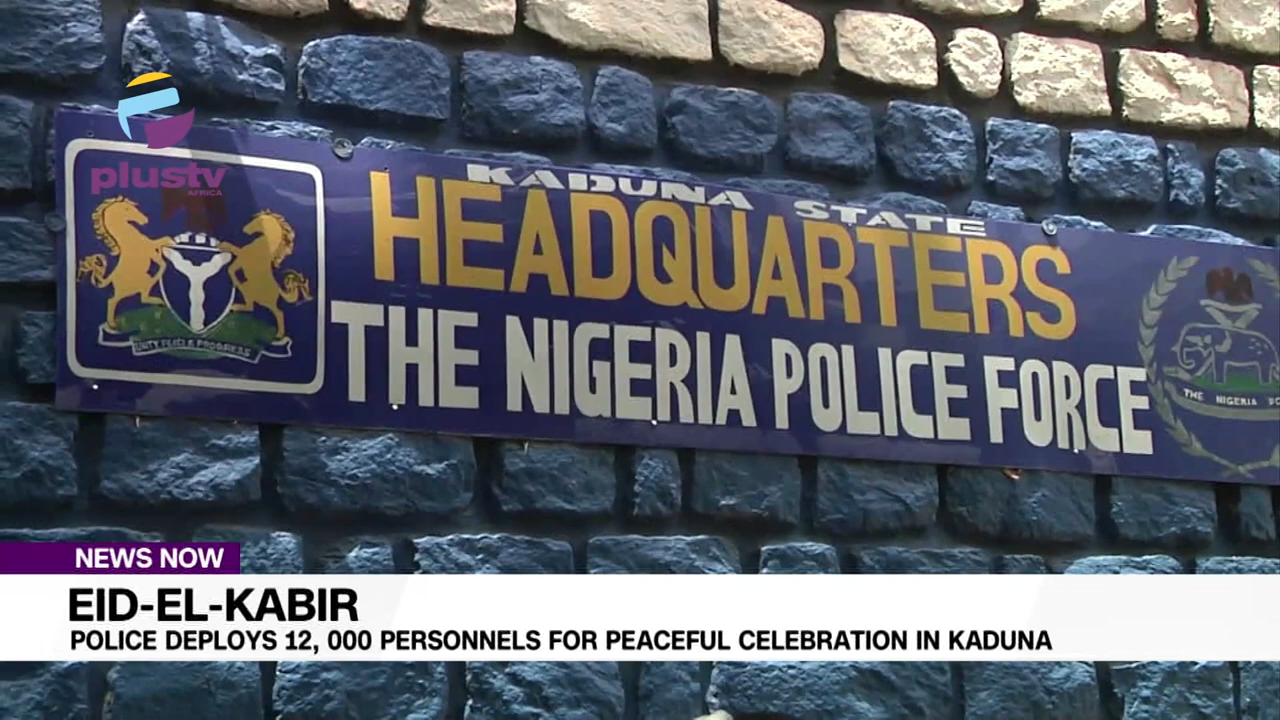 plustv
AFRICA
KADUNA STATE
HEADQUARTERS
THE NIGERIA POLICE FORCE
THE NIGERIA
NEWS NOW
EID-EL-KABIR
POLICE DEPLOYS 12, 000 PERSONNELS FOR PEACEFUL CELEBRATION IN KADUNA